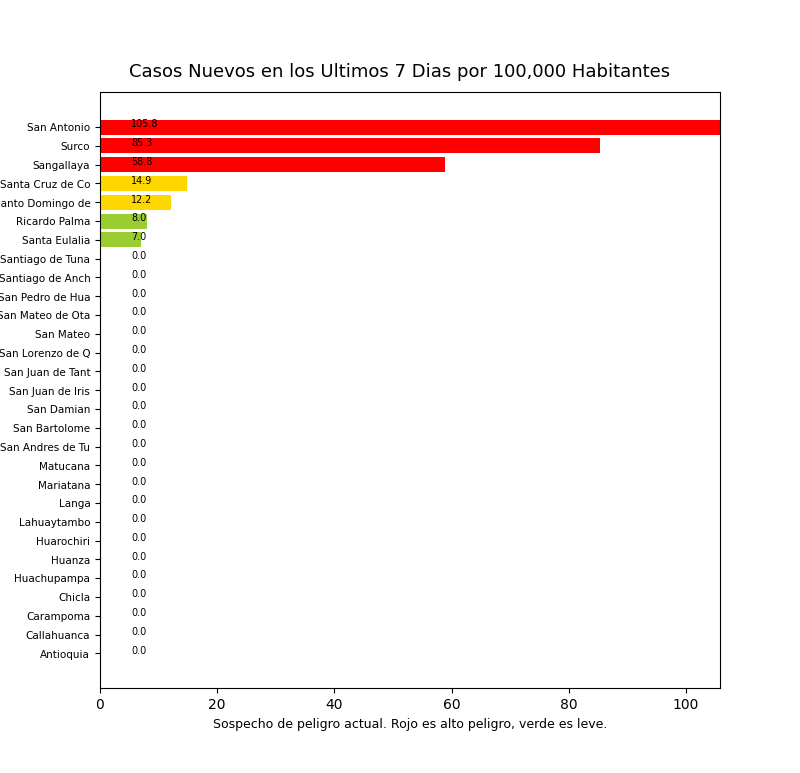 Casos Nuevos en los Ultimos 7 Dias por 100,000 Habitantes
San Antonio 105.8
Surco 85.3
Sangallaya 58.8
Santa Cruz de Co 14.9
anto Domingo de 12.2
Ricardo Palma 8.0
Santa Eulalia 7.0
Santiago de Tuna 0.0
Santiago de Anch 0.0
San Pedro de Hua 0.0
San Mateo de Ota 0.0
San Mateo 0.0
San Lorenzo de Q 0.0
San Juan de Tant 0.0
San Juan de Iris 0.0
San Damian 0.0
San Bartolome 0.0
San Andres de Tu 0.0
Matucana 0.0
Mariatana 0.0
Langa 0.0
Lahuaytambo 0.0
Huarochiri 0.0
Huanza 0.0
Huachupampa 0.0
Chicla 0.0
Carampoma 0.0
Callahuanca 0.0
Antioquia 0.0
0 20 40 60 80 100
Sospecho de peligro actual. Rojo es alto peligro, verde es leve.